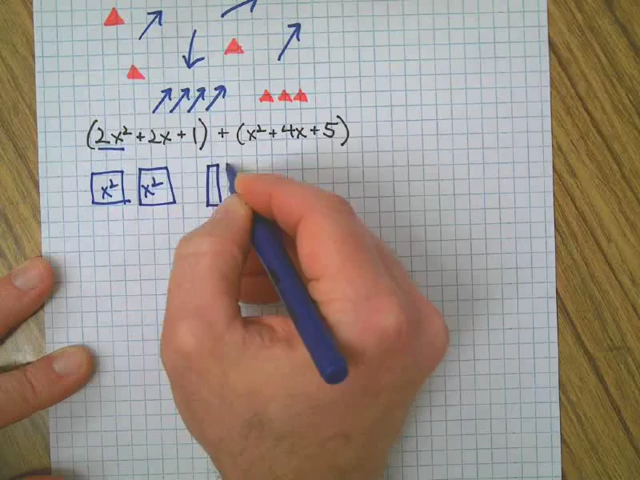 (2x² + 2x + 1) + (x² + 4x + 5)
x² x²